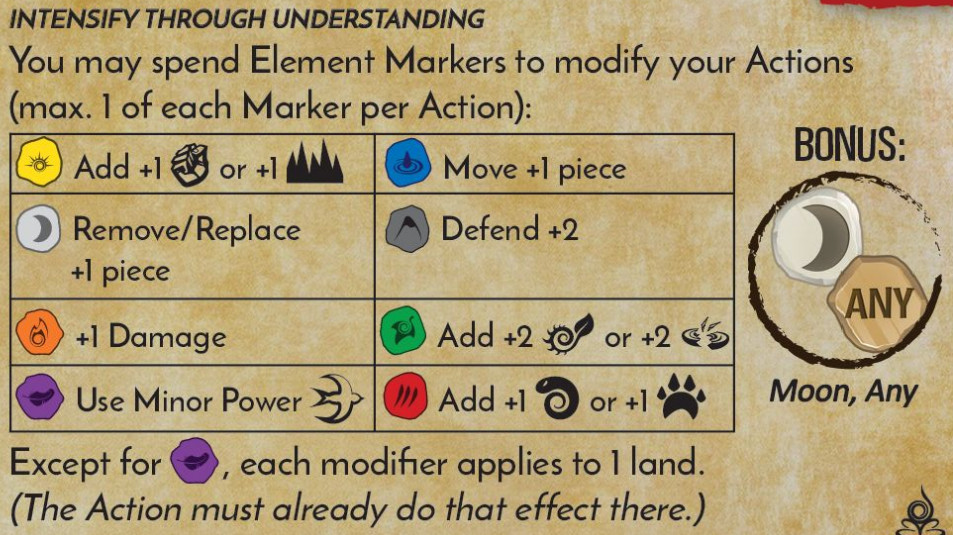 INTENSIFY THROUGH UNDERSTANDING
You may spend Element Markers to modify your Actions
(max. 1 of each Marker per Action):
Add +1 or +1
Move +1 piece
Remove/Replace
+1 piece
Defend +2
+1 Damage
Add +2 or +2
Use Minor Power
Add +1 or +1
Except for , each modifier applies to 1 land.
(The Action must already do that effect there.)
BONUS:
ANY
Moon, Any